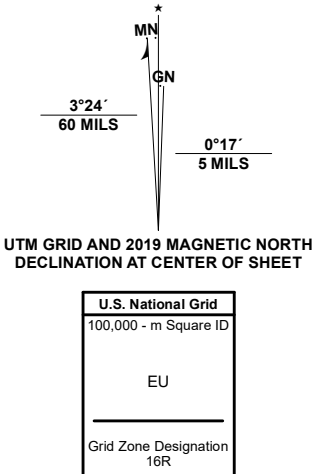 ★
MN
GN
3°24´
60 MILS
0°17´
5 MILS
UTM GRID AND 2019 MAGNETIC NORTH
DECLINATION AT CENTER OF SHEET
U.S. National Grid
100,000 - m Square ID
EU
Grid Zone Designation
16R